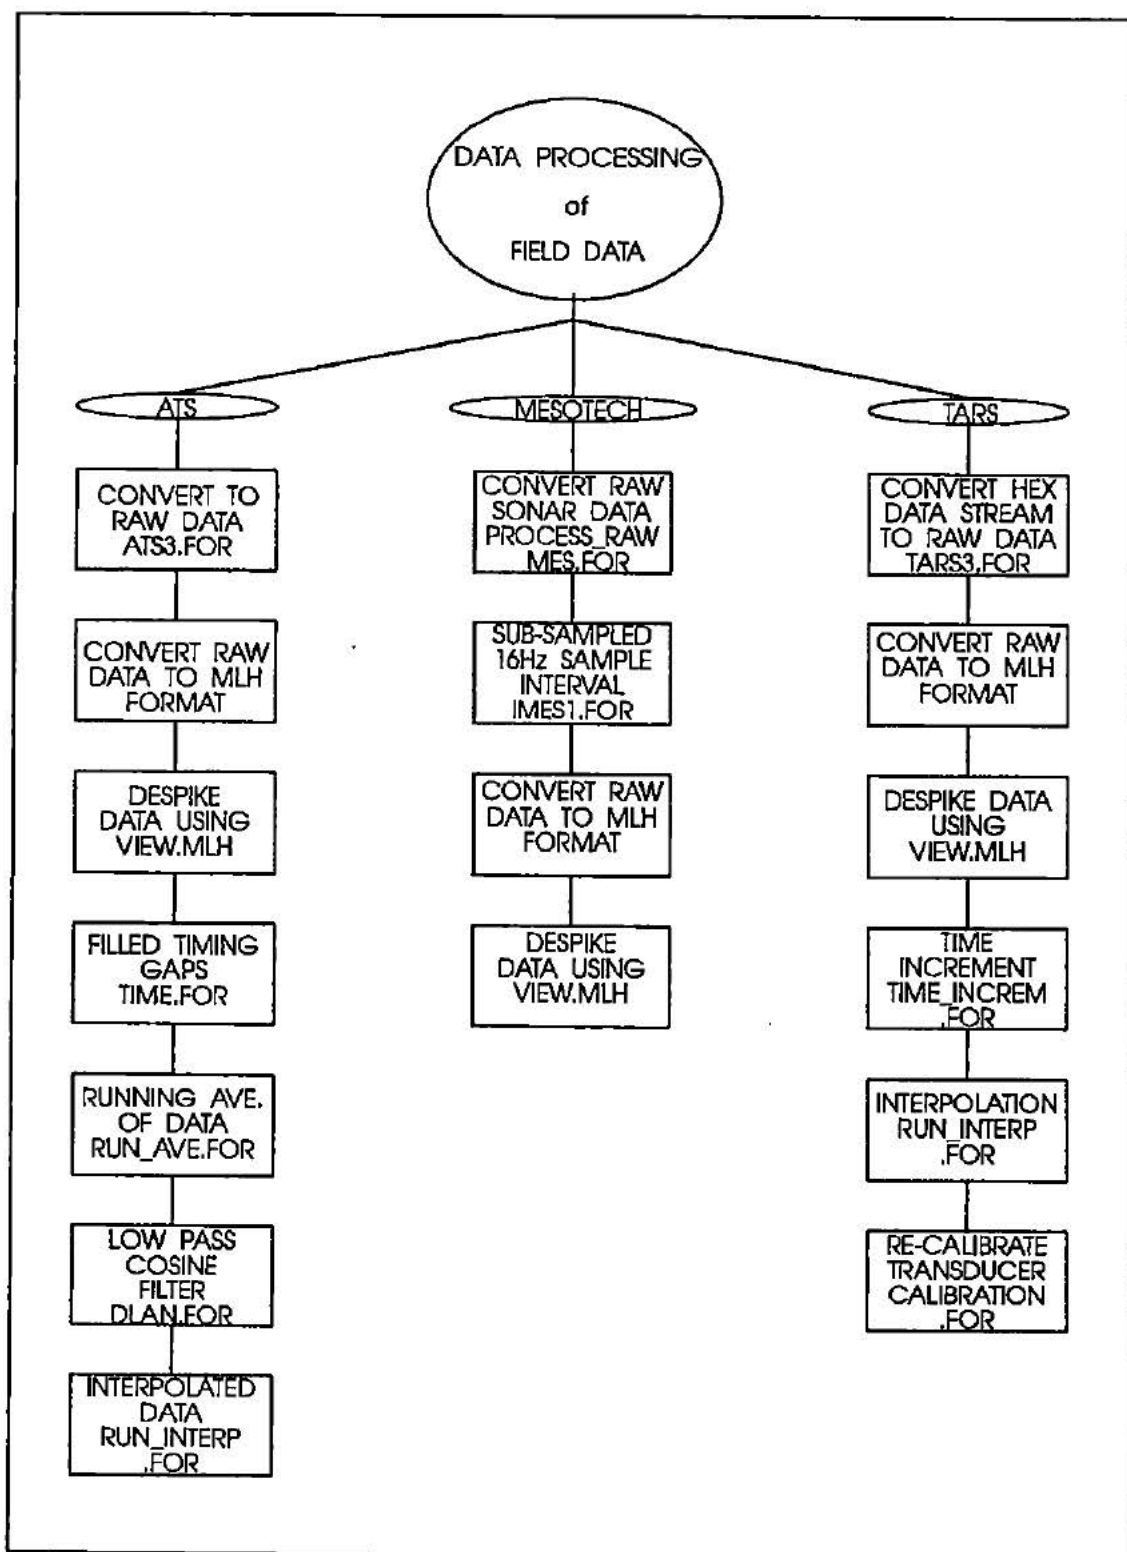 DATA PROCESSING
of
FIELD DATA
ATS
CONVERT TO
RAW DATA
ATS3.FOR
CONVERT RAW
DATA TO MLH
FORMAT
DESPIKE
DATA USING
VIEW.MLH
FILLED TIMING
GAPS
TIME.FOR
RUNNING AVE.
OF DATA
RUN_AVE.FOR
LOW PASS
COSINE
FILTER
DLAN.FOR
INTERPOLATED
DATA
RUN_INTERP
.FOR
MESOTECH
CONVERT RAW
SONAR DATA
PROCESS_RAW
MES.FOR
SUB-SAMPLED
16Hz SAMPLE
INTERVAL
IMES1.FOR
CONVERT RAW
DATA TO MLH
FORMAT
DESPIKE
DATA USING
VIEW.MLH
TARS
CONVERT HEX
DATA STREAM
TO RAW DATA
TARS3.FOR
CONVERT RAW
DATA TO MLH
FORMAT
DESPIKE DATA
USING
VIEW.MLH
TIME
INCREMENT
TIME_INCREM
.FOR
INTERPOLATION
RUN_INTERP
.FOR
RE-CALIBRATE
TRANSDUCER
CALIBRATION
.FOR